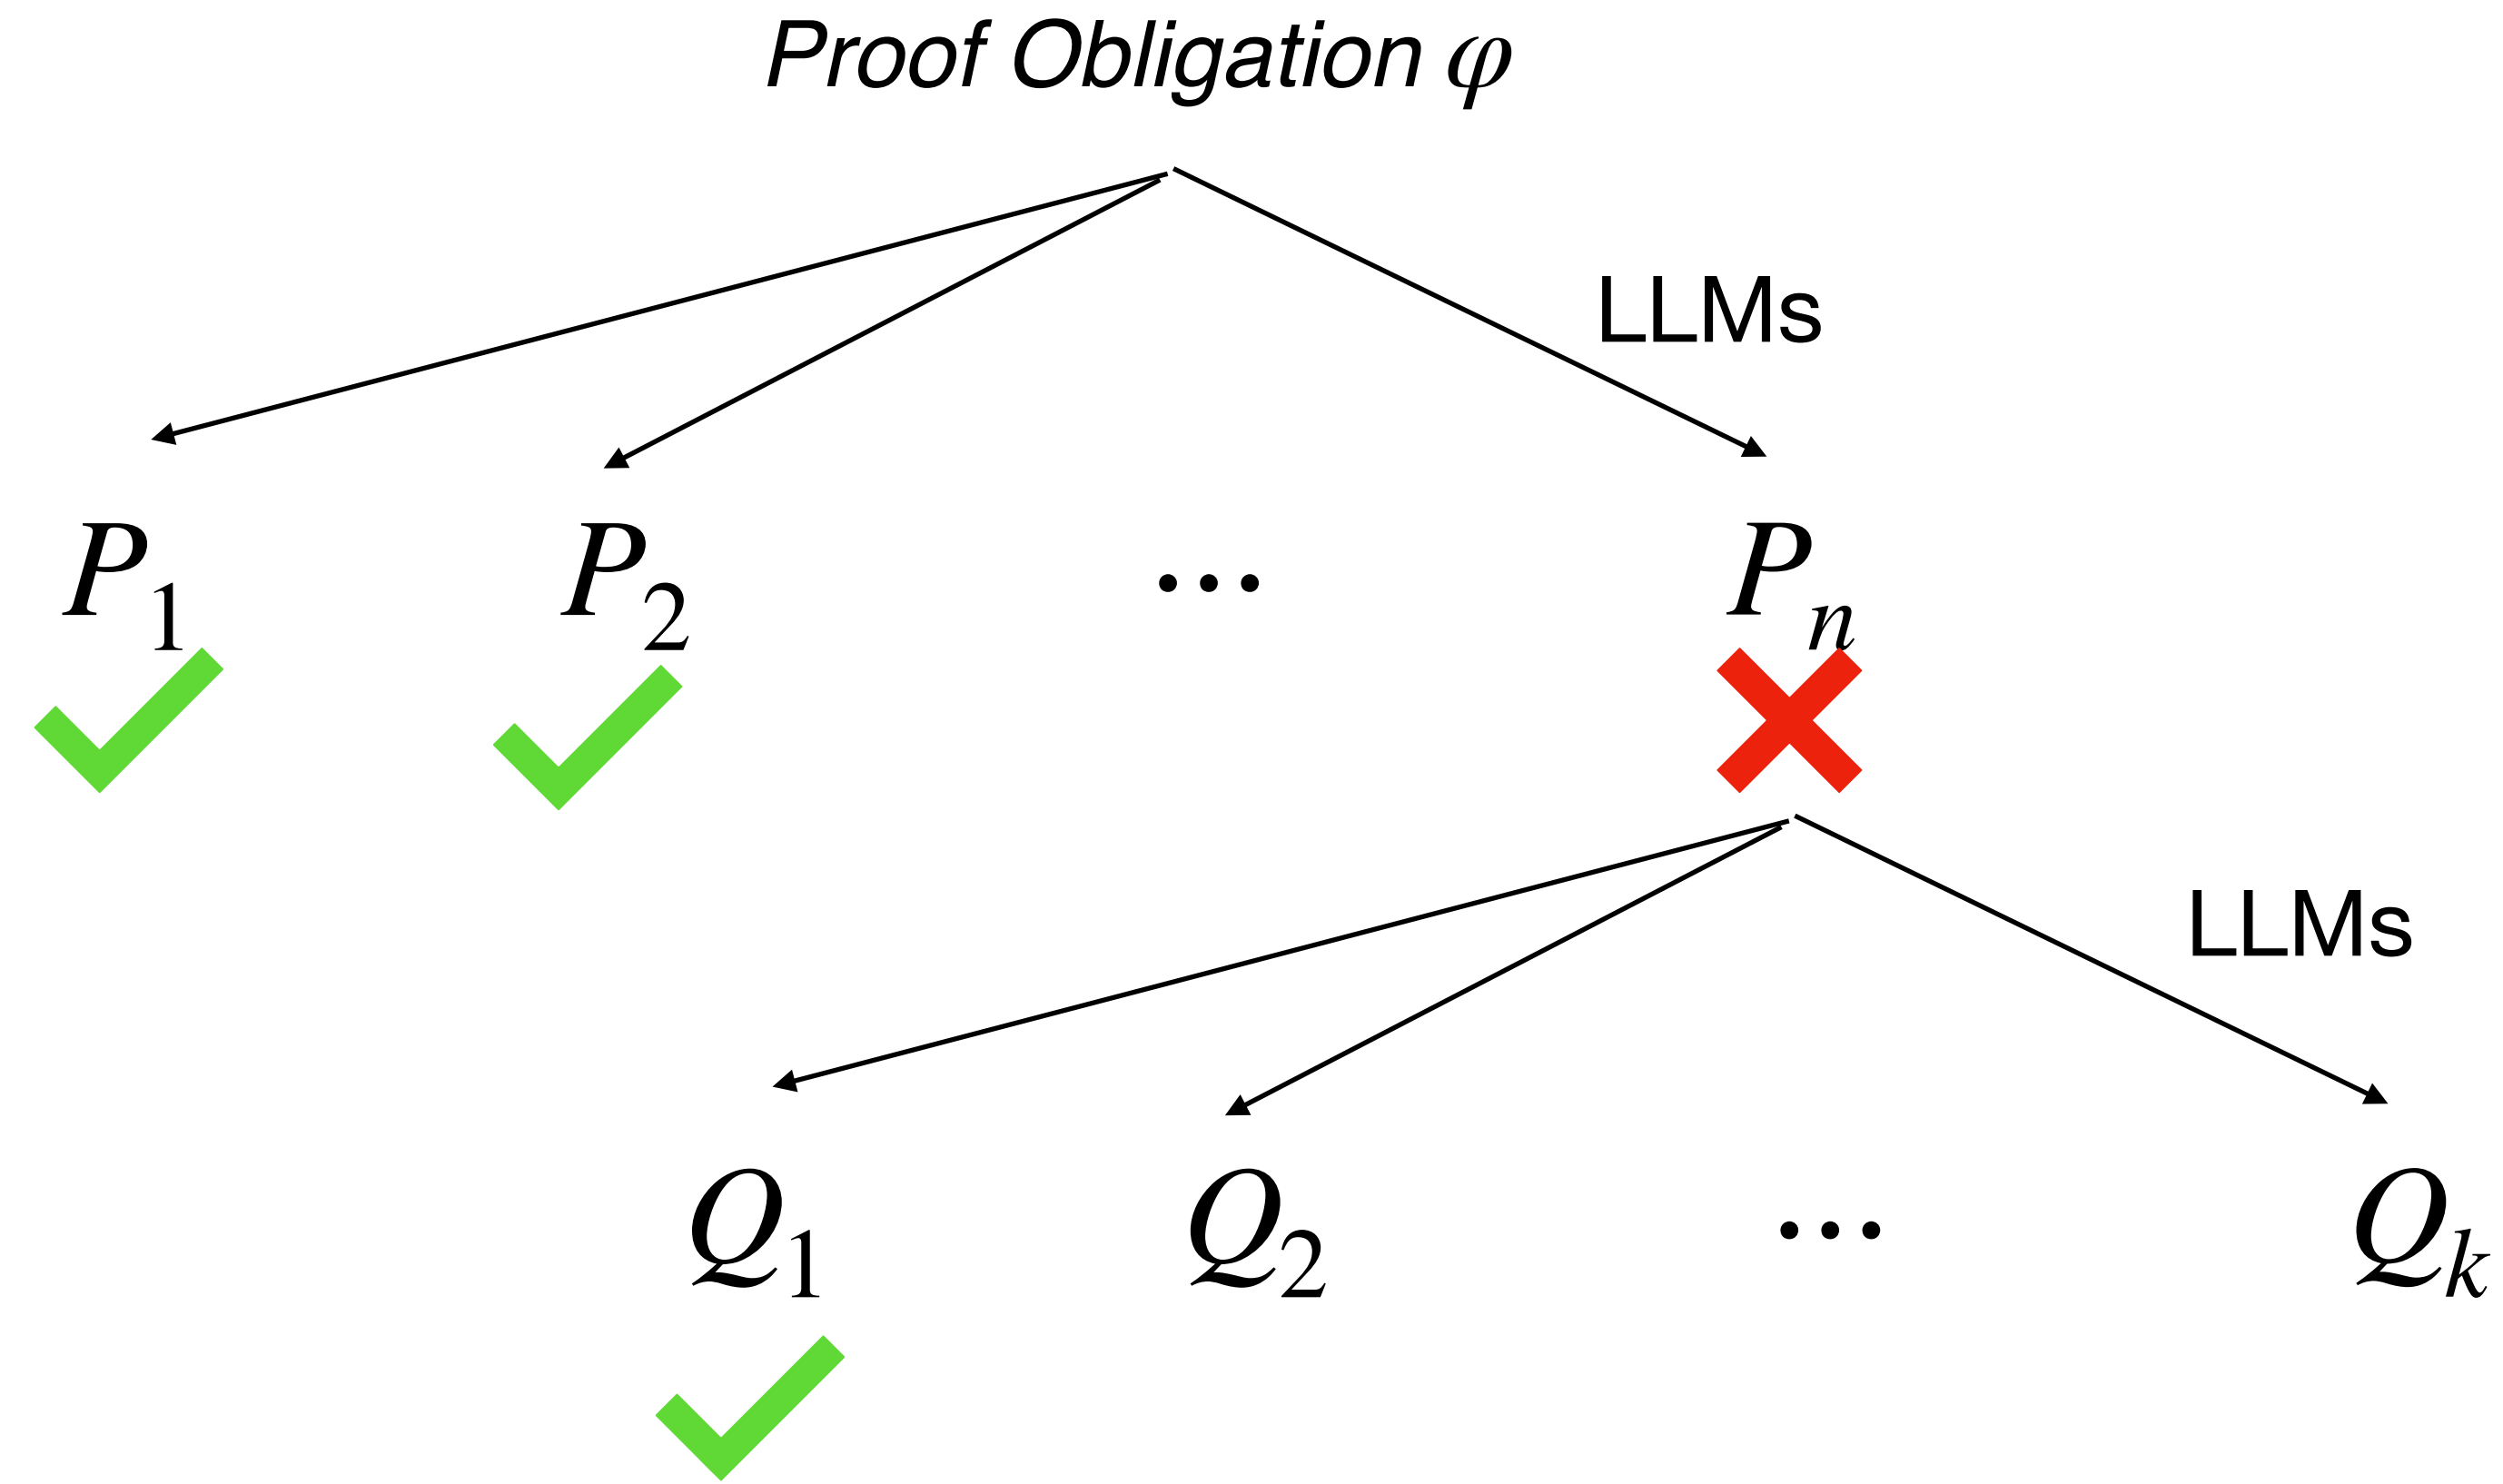 Proof Obligation φ
LLMs
P1 P2 ... Pn
LLMs
Q1 Q2 ... Qk